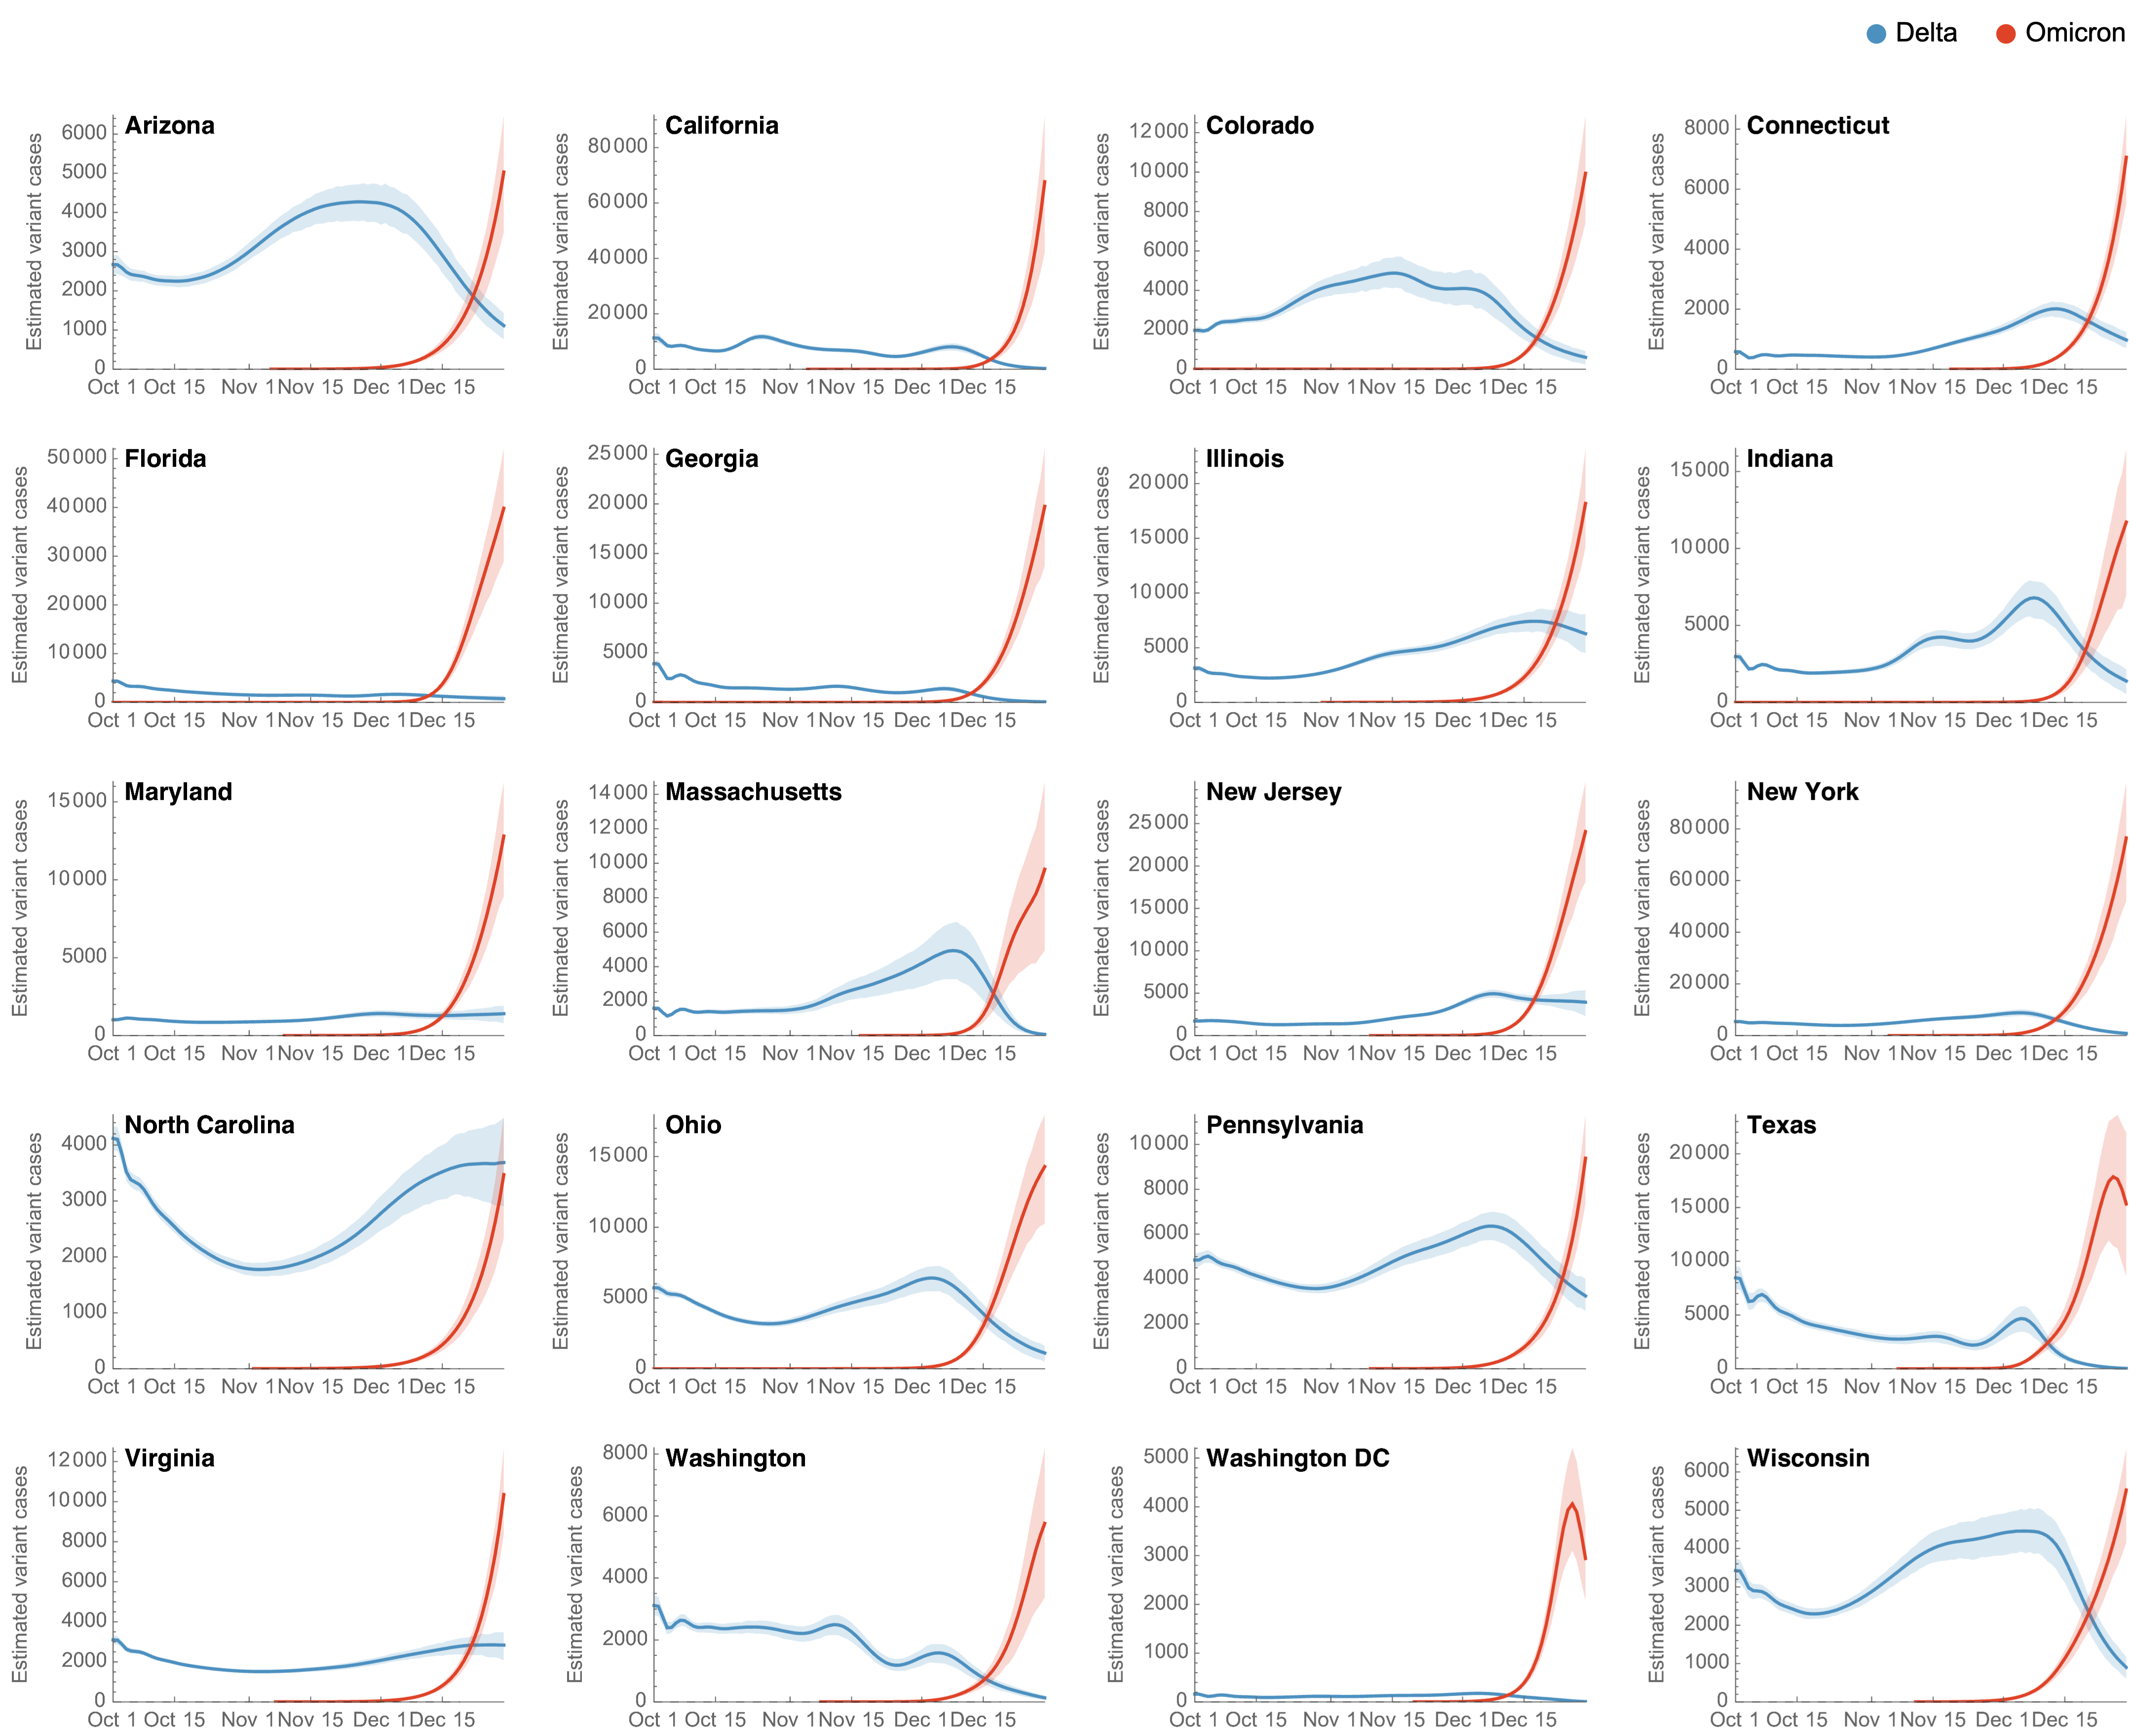 Delta Omicron
Arizona
Estimated variant cases
6000
5000
4000
3000
2000
1000
0
Oct 1 Oct 15 Nov 1 Nov 15 Dec 1 Dec 15
California
Estimated variant cases
80000
60000
40000
20000
0
Oct 1 Oct 15 Nov 1 Nov 15 Dec 1 Dec 15
Colorado
Estimated variant cases
12000
10000
8000
6000
4000
2000
0
Oct 1 Oct 15 Nov 1 Nov 15 Dec 1 Dec 15
Connecticut
Estimated variant cases
8000
6000
4000
2000
0
Oct 1 Oct 15 Nov 1 Nov 15 Dec 1 Dec 15
Florida
Estimated variant cases
50000
40000
30000
20000
10000
0
Oct 1 Oct 15 Nov 1 Nov 15 Dec 1 Dec 15
Georgia
Estimated variant cases
25000
20000
15000
10000
5000
0
Oct 1 Oct 15 Nov 1 Nov 15 Dec 1 Dec 15
Illinois
Estimated variant cases
20000
15000
10000
5000
0
Oct 1 Oct 15 Nov 1 Nov 15 Dec 1 Dec 15
Indiana
Estimated variant cases
15000
10000
5000
0
Oct 1 Oct 15 Nov 1 Nov 15 Dec 1 Dec 15
Maryland
Estimated variant cases
15000
10000
5000
0
Oct 1 Oct 15 Nov 1 Nov 15 Dec 1 Dec 15
Massachusetts
Estimated variant cases
14000
12000
10000
8000
6000
4000
2000
0
Oct 1 Oct 15 Nov 1 Nov 15 Dec 1 Dec 15
New Jersey
Estimated variant cases
25000
20000
15000
10000
5000
0
Oct 1 Oct 15 Nov 1 Nov 15 Dec 1 Dec 15
New York
Estimated variant cases
80000
60000
40000
20000
0
Oct 1 Oct 15 Nov 1 Nov 15 Dec 1 Dec 15
North Carolina
Estimated variant cases
4000
3000
2000
1000
0
Oct 1 Oct 15 Nov 1 Nov 15 Dec 1 Dec 15
Ohio
Estimated variant cases
15000
10000
5000
0
Oct 1 Oct 15 Nov 1 Nov 15 Dec 1 Dec 15
Pennsylvania
Estimated variant cases
10000
8000
6000
4000
2000
0
Oct 1 Oct 15 Nov 1 Nov 15 Dec 1 Dec 15
Texas
Estimated variant cases
20000
15000
10000
5000
0
Oct 1 Oct 15 Nov 1 Nov 15 Dec 1 Dec 15
Virginia
Estimated variant cases
12000
10000
8000
6000
4000
2000
0
Oct 1 Oct 15 Nov 1 Nov 15 Dec 1 Dec 15
Washington
Estimated variant cases
8000
6000
4000
2000
0
Oct 1 Oct 15 Nov 1 Nov 15 Dec 1 Dec 15
Washington DC
Estimated variant cases
5000
4000
3000
2000
1000
0
Oct 1 Oct 15 Nov 1 Nov 15 Dec 1 Dec 15
Wisconsin
Estimated variant cases
6000
5000
4000
3000
2000
1000
0
Oct 1 Oct 15 Nov 1 Nov 15 Dec 1 Dec 15